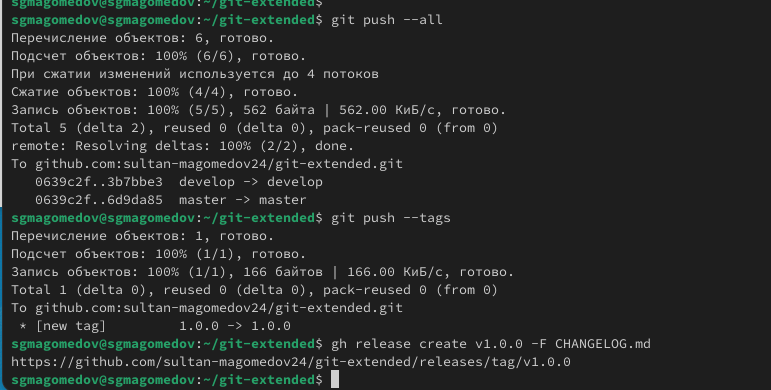 sgmagomedov@sgmagomedov:~/git-extended$
sgmagomedov@sgmagomedov:~/git-extended$ git push --all
Перечисление объектов: 6, готово.
Подсчет объектов: 100% (6/6), готово.
При сжатии изменений используется до 4 потоков
Сжатие объектов: 100% (4/4), готово.
Запись объектов: 100% (5/5), 562 байта | 562.00 КиБ/с, готово.
Total 5 (delta 2), reused 0 (delta 0), pack-reused 0 (from 0)
remote: Resolving deltas: 100% (2/2), done.
To github.com:sultan-magomedov24/git-extended.git
   0639c2f..3b7bbe3  develop -> develop
   0639c2f..6d9da85  master -> master
sgmagomedov@sgmagomedov:~/git-extended$ git push --tags
Перечисление объектов: 1, готово.
Подсчет объектов: 100% (1/1), готово.
Запись объектов: 100% (1/1), 166 байтов | 166.00 КиБ/с, готово.
Total 1 (delta 0), reused 0 (delta 0), pack-reused 0 (from 0)
To github.com:sultan-magomedov24/git-extended.git
 * [new tag]         1.0.0 -> 1.0.0
sgmagomedov@sgmagomedov:~/git-extended$ gh release create v1.0.0 -F CHANGELOG.md
https://github.com/sultan-magomedov24/git-extended/releases/tag/v1.0.0
sgmagomedov@sgmagomedov:~/git-extended$